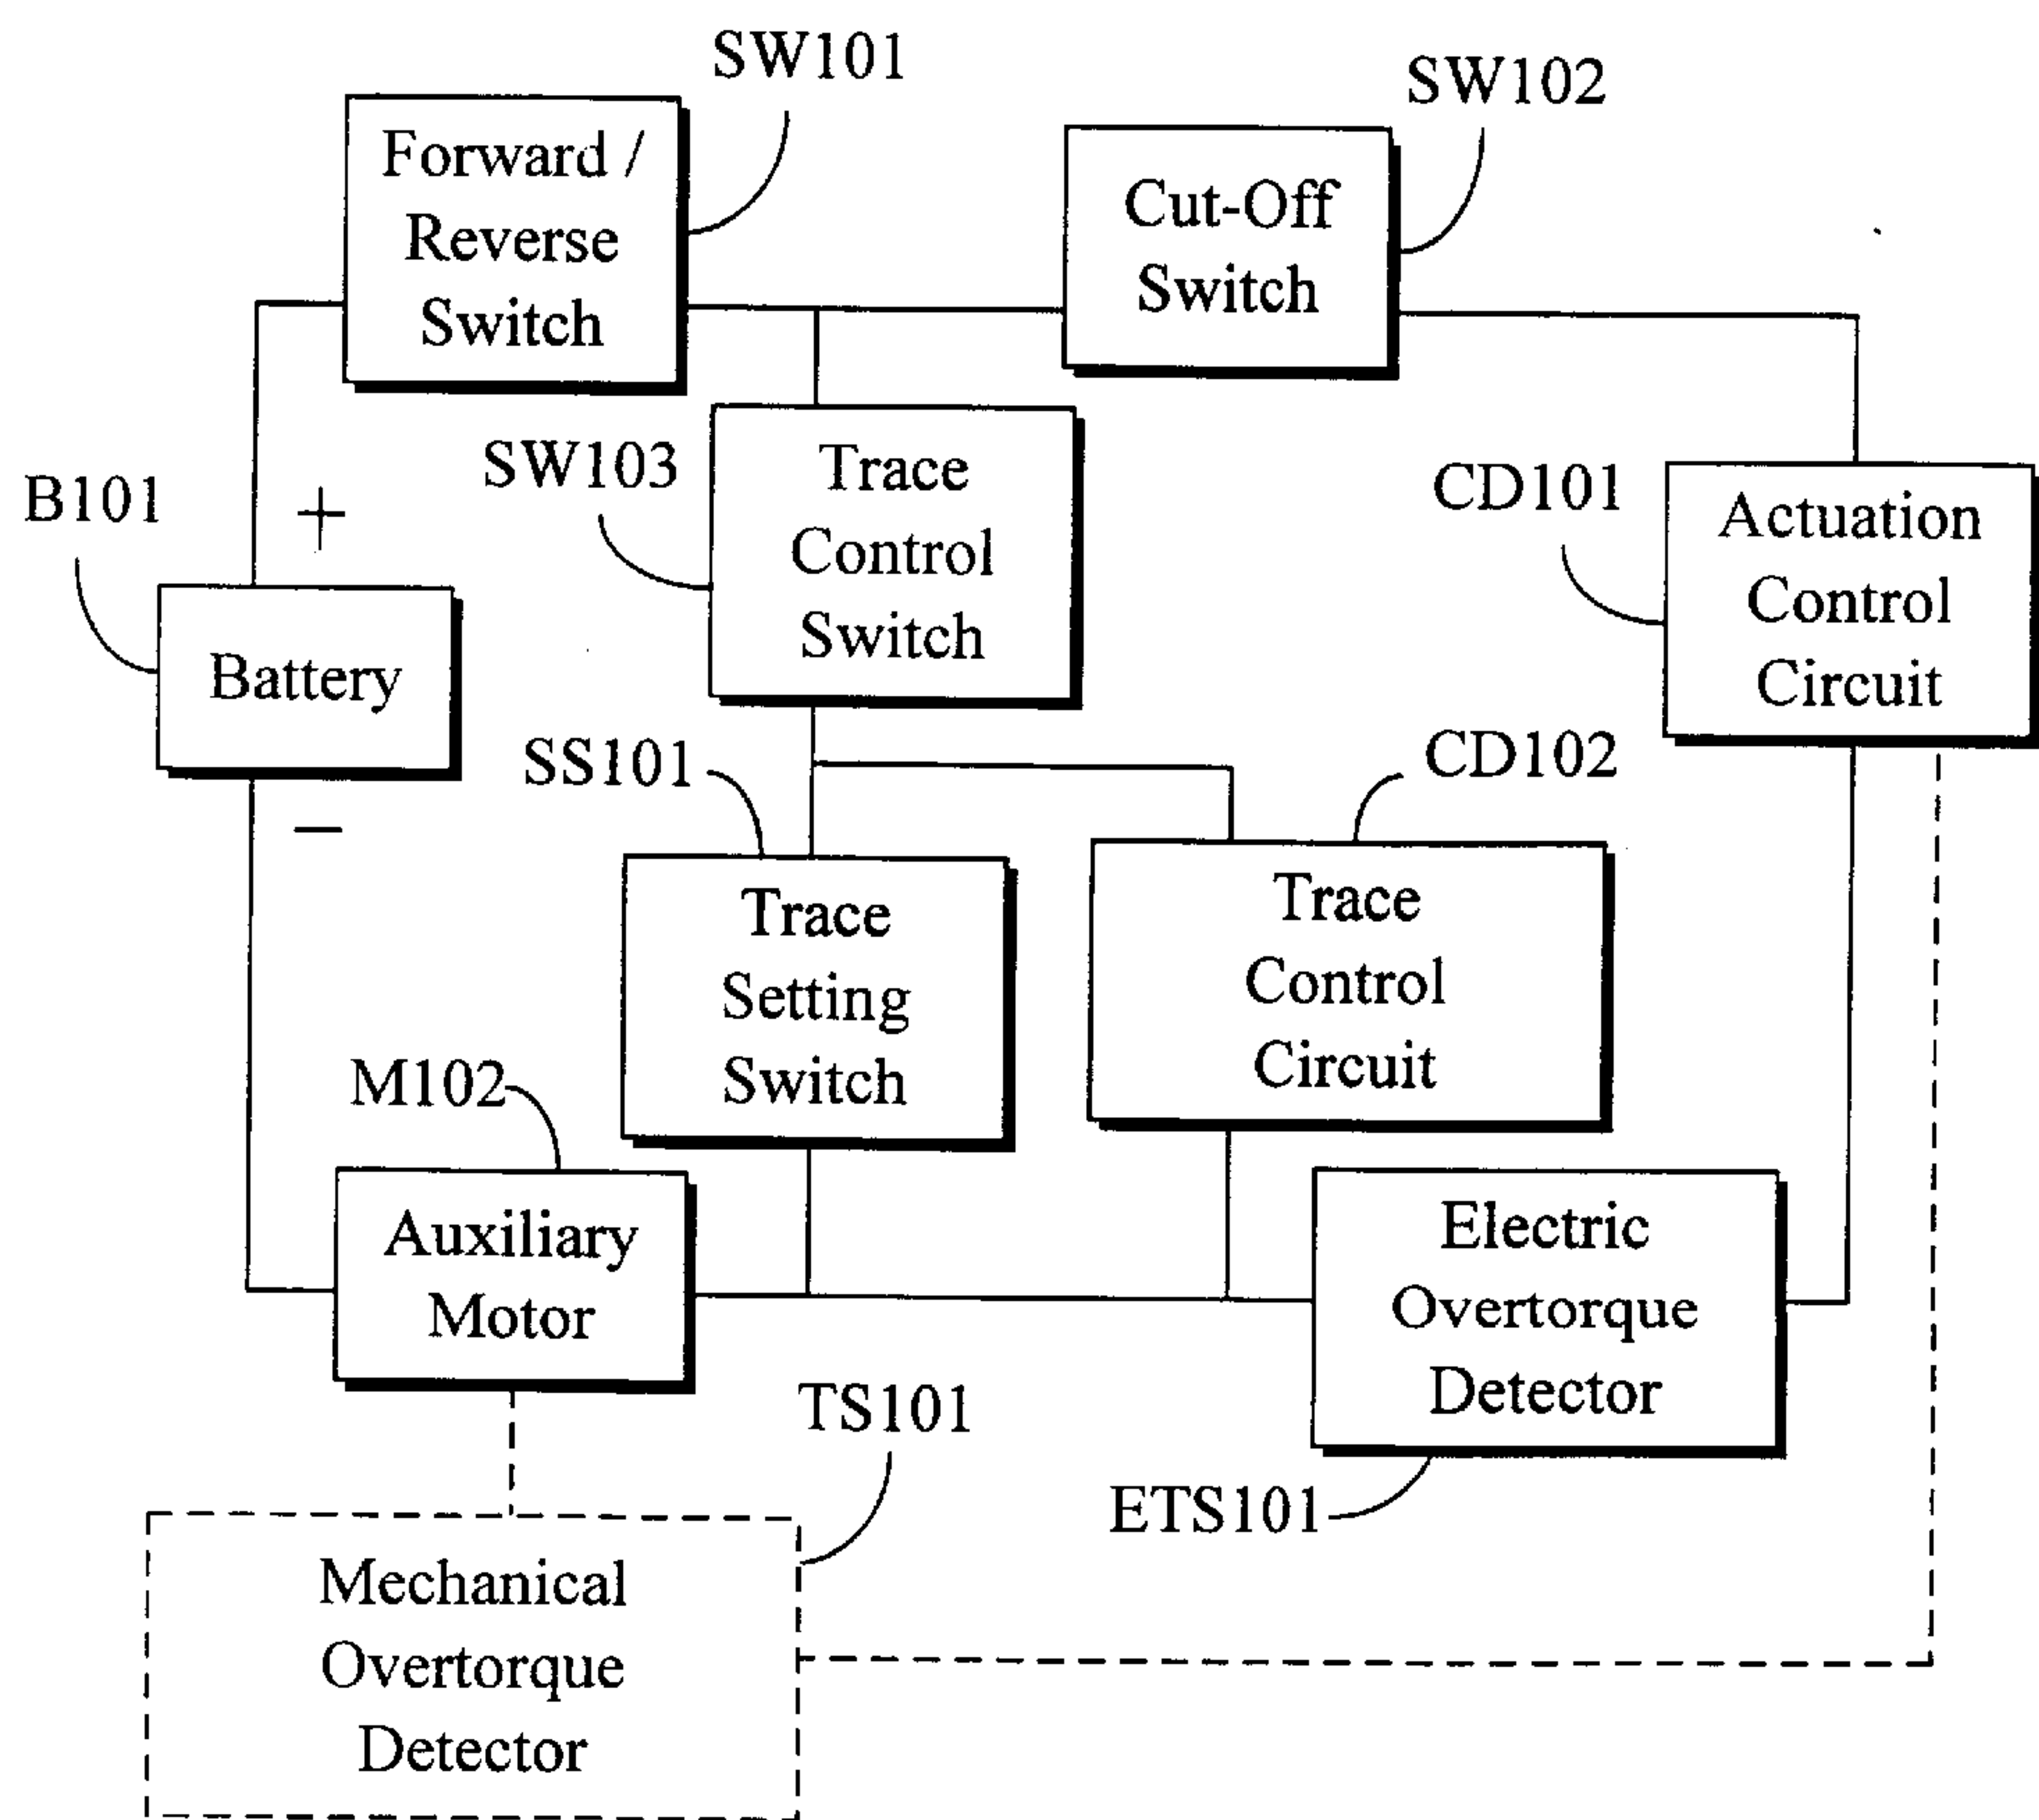 SW101
SW102
Forward /
Reverse
Switch
Cut-Off
Switch
SW103
Trace
Control
Switch
B101
+
Battery
−
CD101
Actuation
Control
Circuit
SS101
CD102
Trace
Setting
Switch
Trace
Control
Circuit
M102
Auxiliary
Motor
Electric
Overtorque
Detector
TS101
ETS101
Mechanical
Overtorque
Detector